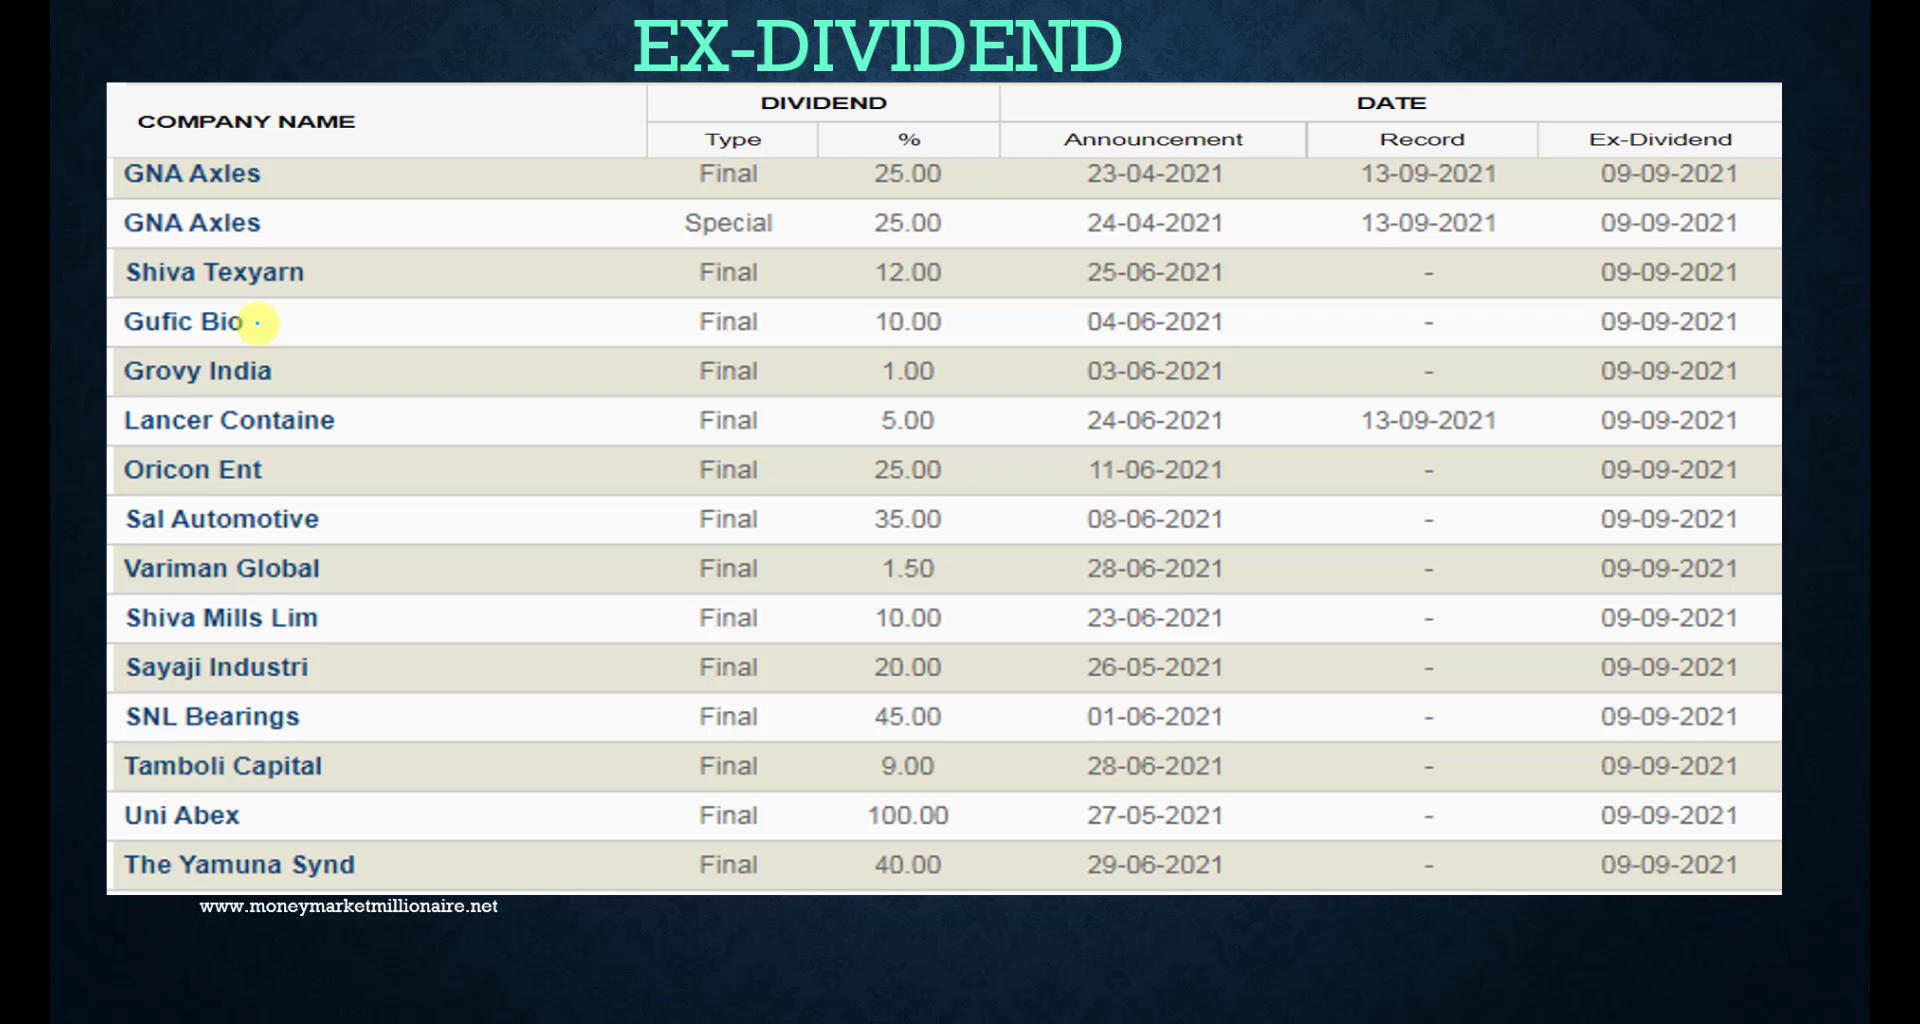 EX-DIVIDEND
COMPANY NAME DIVIDEND DATE
Type % Announcement Record Ex-Dividend
GNA Axles Final 25.00 23-04-2021 13-09-2021 09-09-2021
GNA Axles Special 25.00 24-04-2021 13-09-2021 09-09-2021
Shiva Texyarn Final 12.00 25-06-2021 - 09-09-2021
Gufic Bio Final 10.00 04-06-2021 - 09-09-2021
Grovy India Final 1.00 03-06-2021 - 09-09-2021
Lancer Containe Final 5.00 24-06-2021 13-09-2021 09-09-2021
Oricon Ent Final 25.00 11-06-2021 - 09-09-2021
Sal Automotive Final 35.00 08-06-2021 - 09-09-2021
Variman Global Final 1.50 28-06-2021 - 09-09-2021
Shiva Mills Lim Final 10.00 23-06-2021 - 09-09-2021
Sayaji Industri Final 20.00 26-05-2021 - 09-09-2021
SNL Bearings Final 45.00 01-06-2021 - 09-09-2021
Tamboli Capital Final 9.00 28-06-2021 - 09-09-2021
Uni Abex Final 100.00 27-05-2021 - 09-09-2021
The Yamuna Synd Final 40.00 29-06-2021 - 09-09-2021
www.moneymarketmillionaire.net